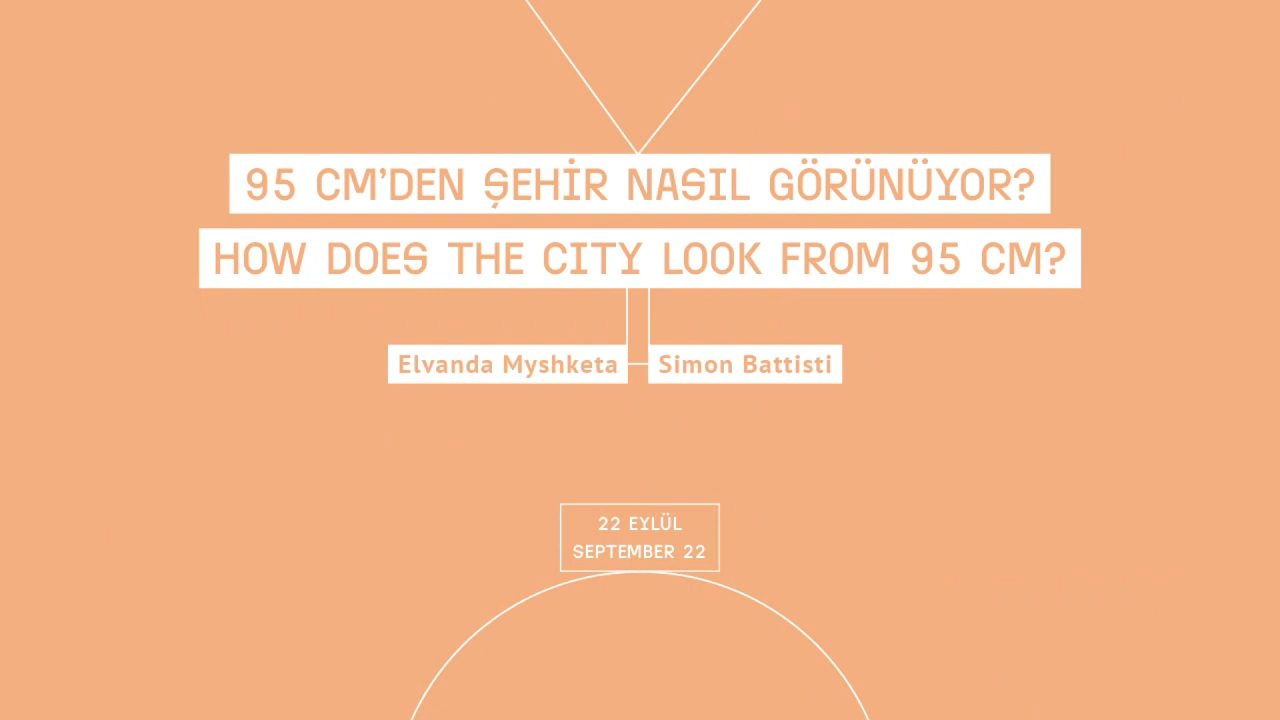 95 CM’DEN ŞEHİR NASIL GÖRÜNÜYOR?
HOW DOES THE CITY LOOK FROM 95 CM?
Elvanda Myshketa
Simon Battisti
22 EYLÜL
SEPTEMBER 22